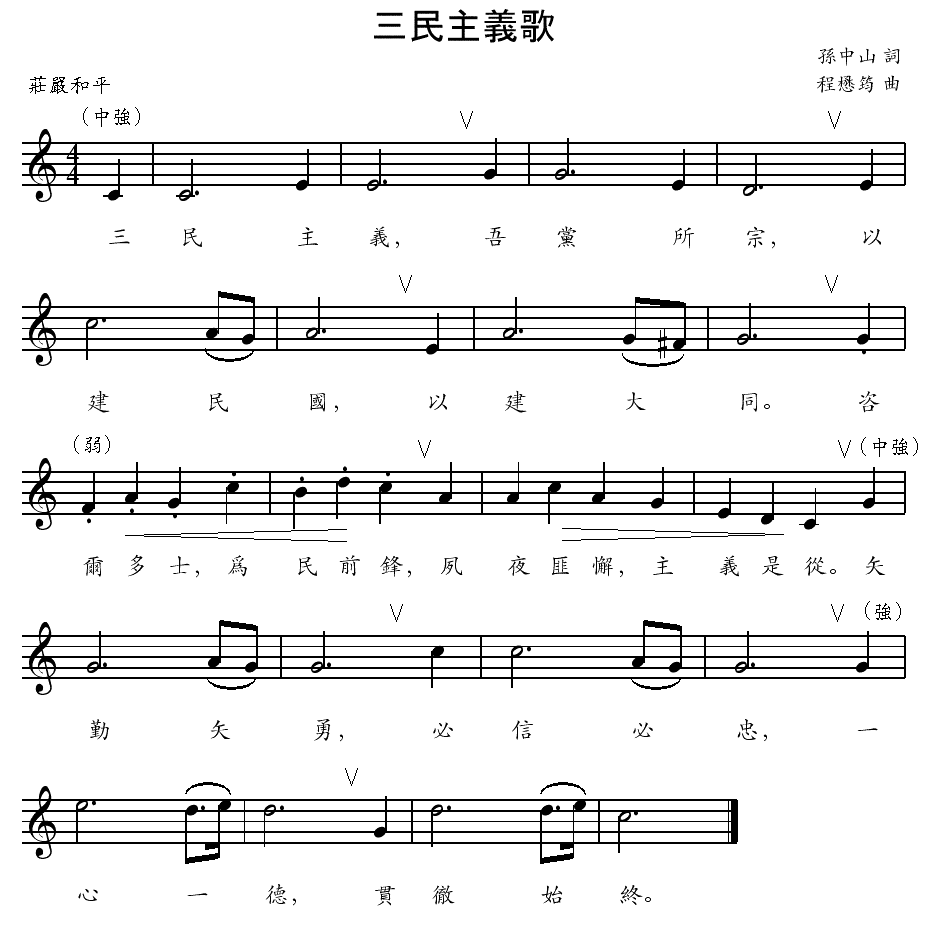 三民主義歌
孫中山 詞
莊嚴和平
程懋筠 曲
（中強）
4
4
三 民 主 義， 吾 黨 所 宗， 以
建 民 國， 以 建 大 同。 咨
（弱） （中強）
爾 多 士， 爲 民 前 鋒， 夙 夜 匪 懈， 主 義 是 從。 矢
（強）
勤 矢 勇， 必 信 必 忠， 一
心 一 德， 貫 徹 始 終。